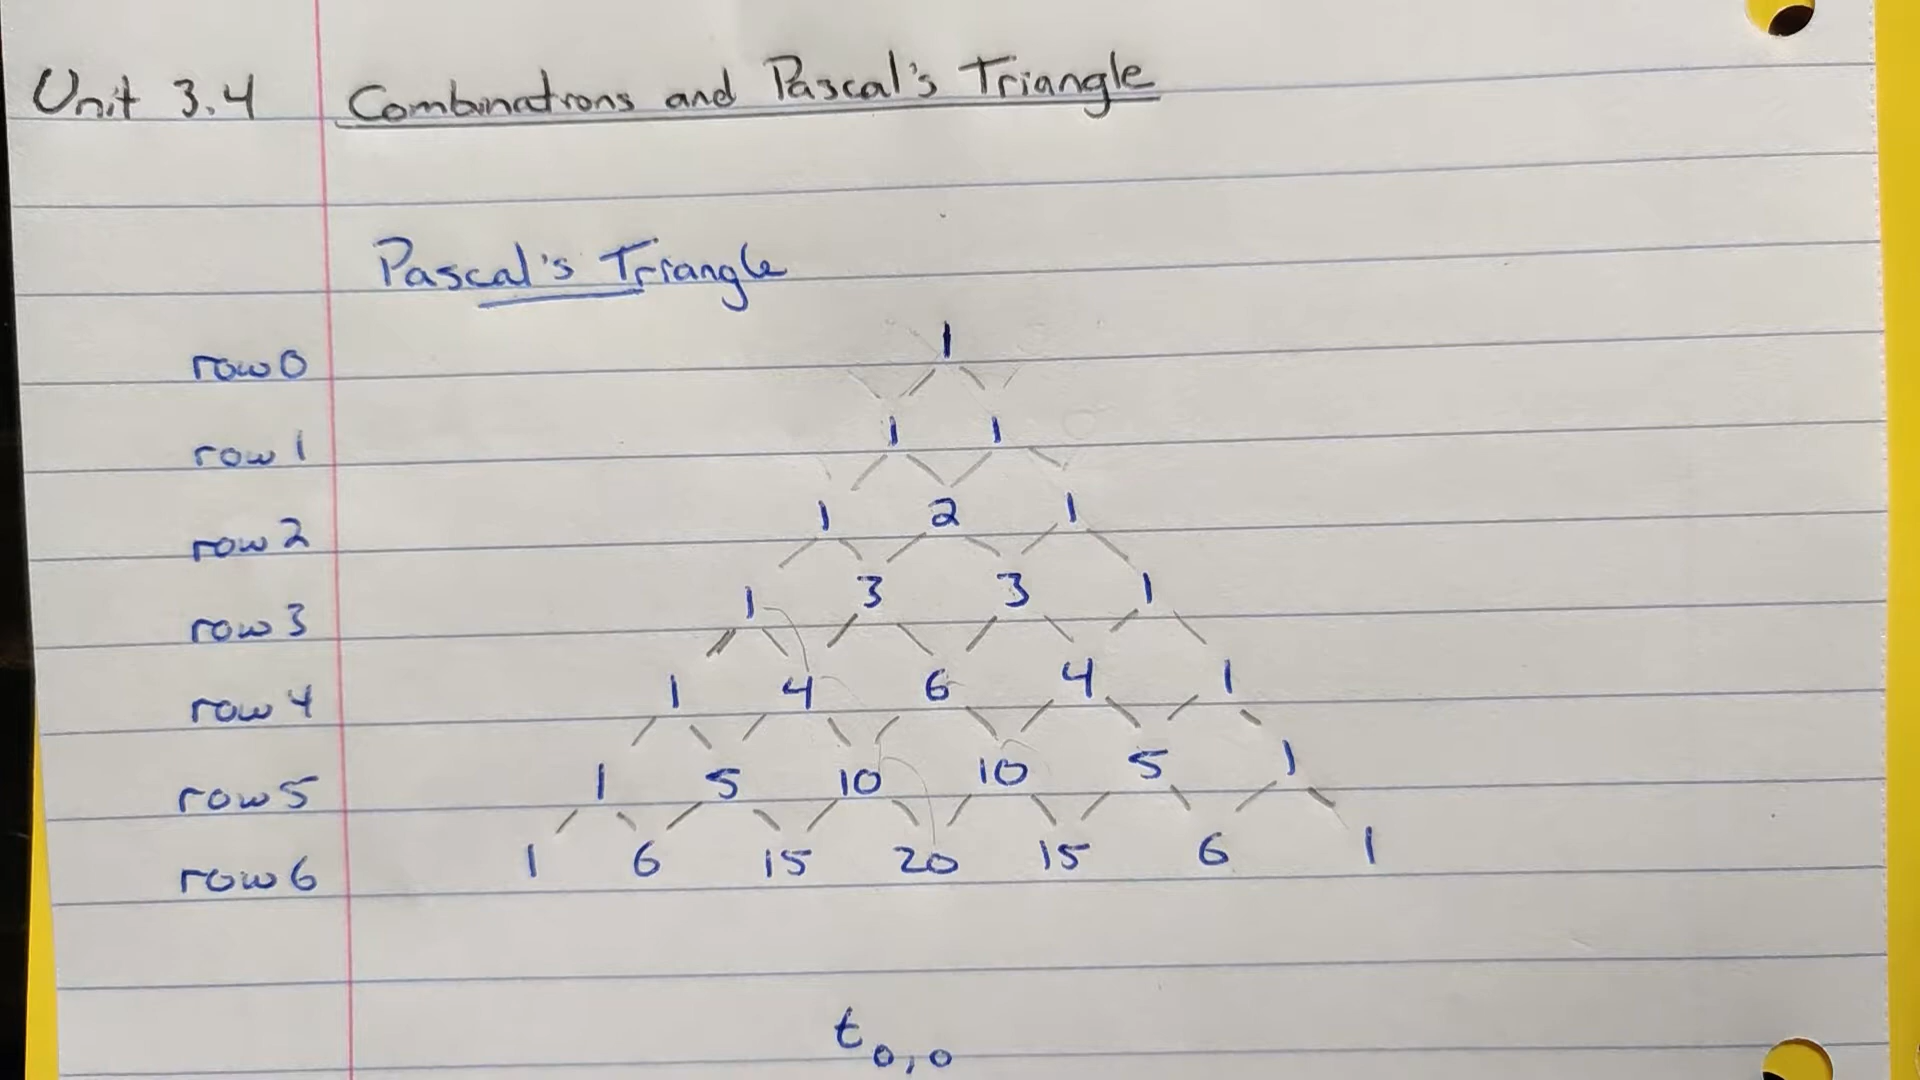 Unit 3.4 Combinations and Pascal's Triangle
Pascal's Triangle
row 0 1
row 1 1 1
row 2 1 2 1
row 3 1 3 3 1
row 4 1 4 6 4 1
row 5 1 5 10 10 5 1
row 6 1 6 15 20 15 6 1
t0,0